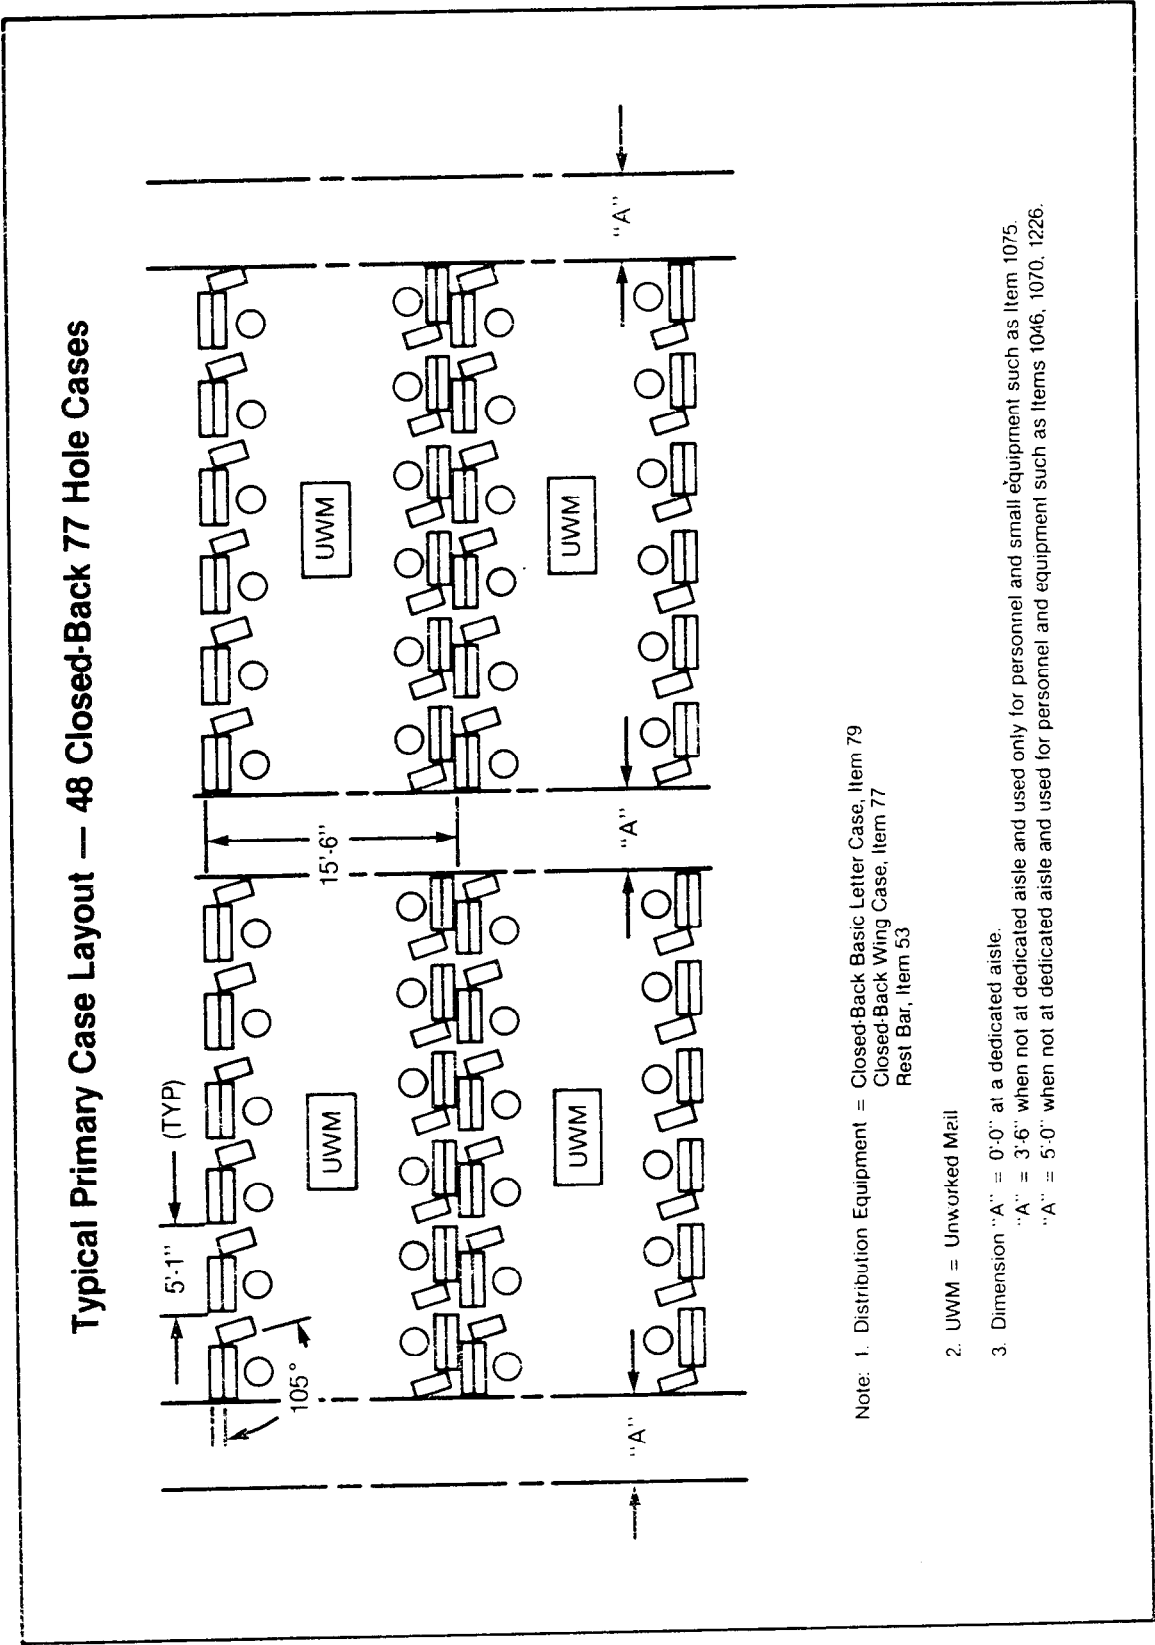 Typical Primary Case Layout — 48 Closed-Back 77 Hole Cases
5'-1"
(TYP)
105°
15'-6"
UWM
UWM
UWM
UWM
"A"
"A"
"A"
Note: 1. Distribution Equipment = Closed-Back Basic Letter Case, Item 79
Closed-Back Wing Case, Item 77
Rest Bar, Item 53
2. UWM = Unworked Mail
3. Dimension "A" = 0'-0" at a dedicated aisle.
"A" = 3'-6" when not at dedicated aisle and used only for personnel and small equipment such as Item 1075.
"A" = 5'-0" when not at dedicated aisle and used for personnel and equipment such as Items 1046, 1070, 1226.